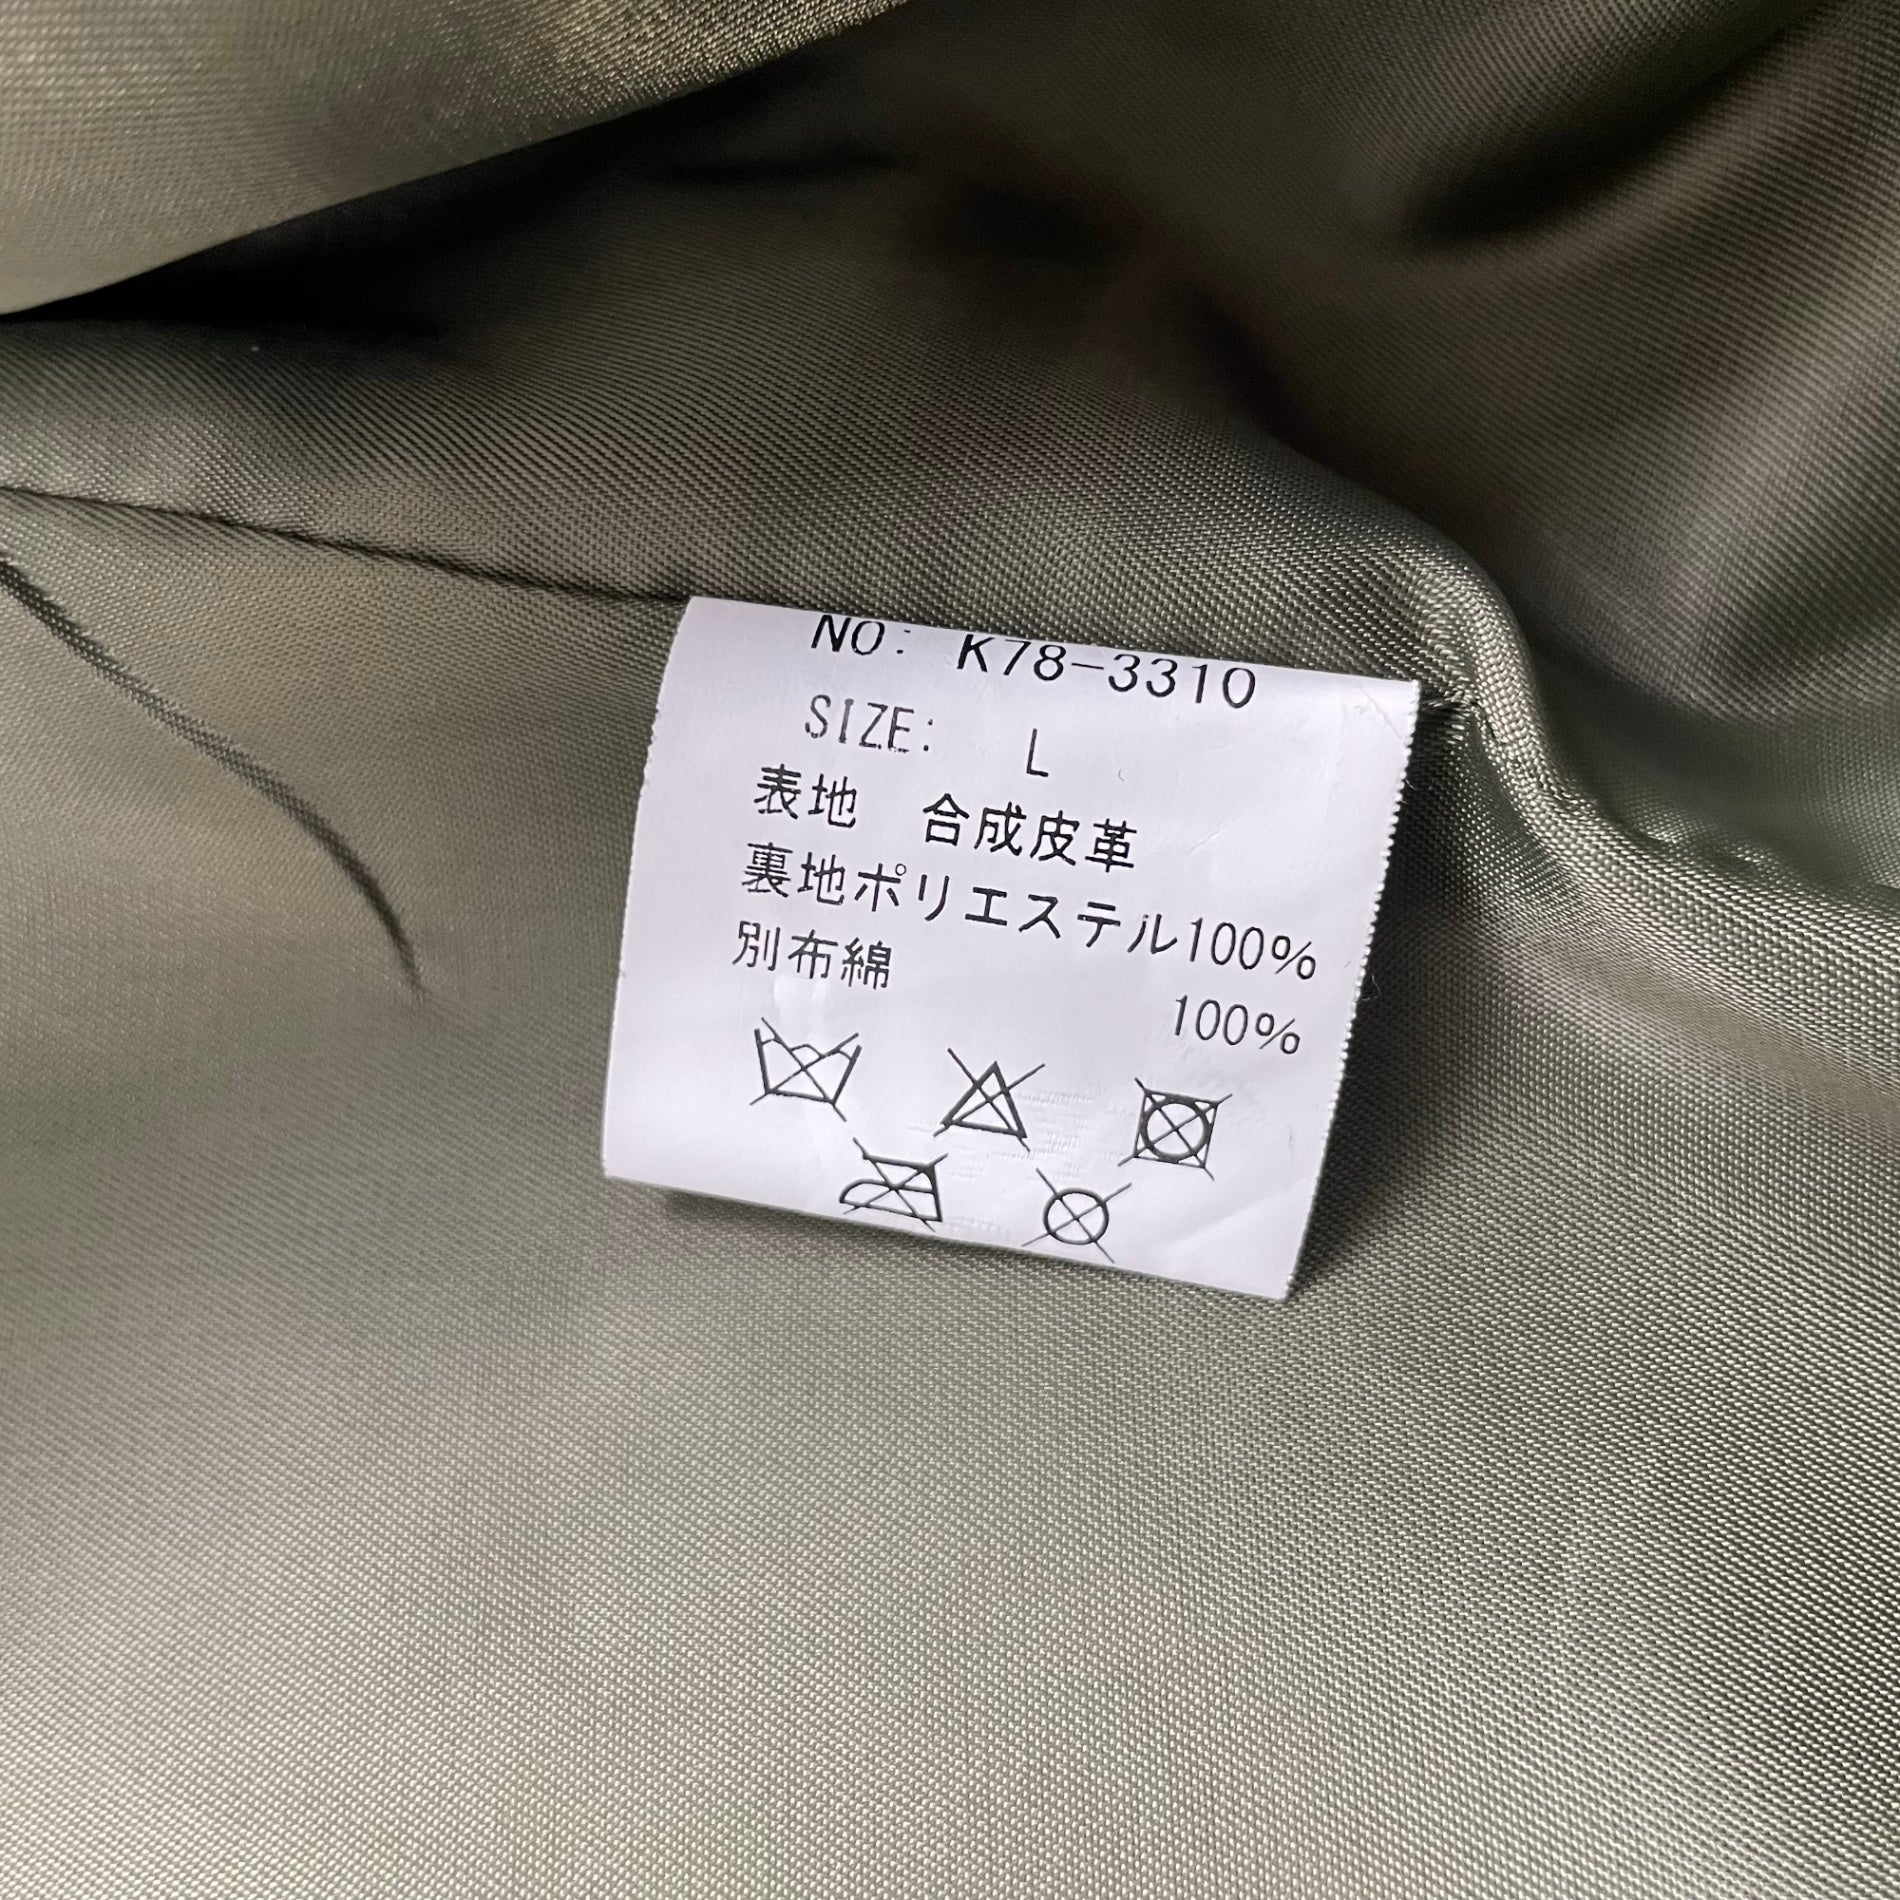 NO: K78-3310
SIZE: L
表地 合成皮革
裏地ポリエステル100%
別布綿 100%